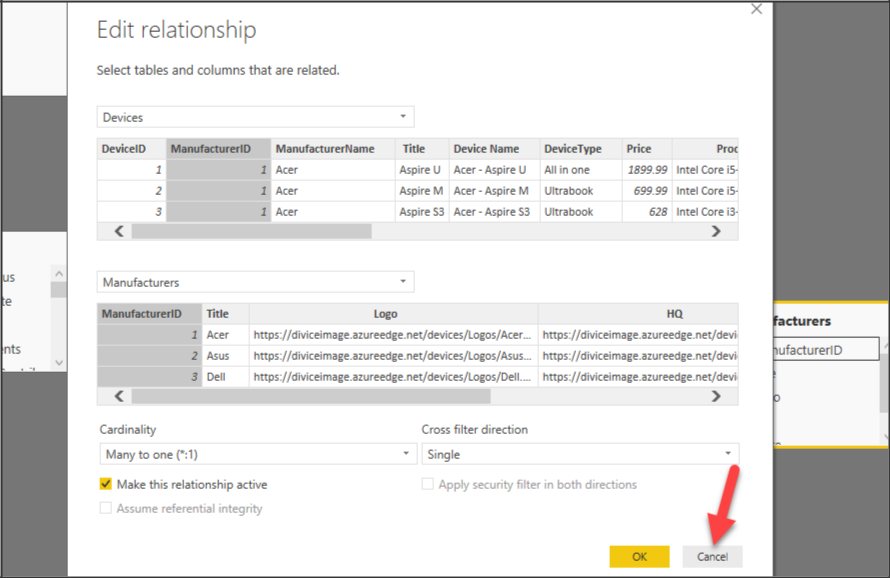 Edit relationship
Select tables and columns that are related.
Devices
DeviceID ManufacturerID ManufacturerName Title Device Name DeviceType Price Proc
1 1 Acer Aspire U Acer - Aspire U All in one 1899.99 Intel Core i5-
2 1 Acer Aspire M Acer - Aspire M Ultrabook 699.99 Intel Core i5-
3 1 Acer Aspire S3 Acer - Aspire S3 Ultrabook 628 Intel Core i3-
us
te
Manufacturers
ManufacturerID Title Logo HQ
1 Acer https://diviceimage.azureedge.net/devices/Logos/Acer... https://diviceimage.azureedge.net/devi
2 Asus https://diviceimage.azureedge.net/devices/Logos/Asus... https://diviceimage.azureedge.net/devi
3 Dell https://diviceimage.azureedge.net/devices/Logos/Dell.... https://diviceimage.azureedge.net/devi
ents
facturers
nufacturerID
Cardinality Cross filter direction
Many to one (*:1) Single
Make this relationship active Apply security filter in both directions
Assume referential integrity
OK Cancel